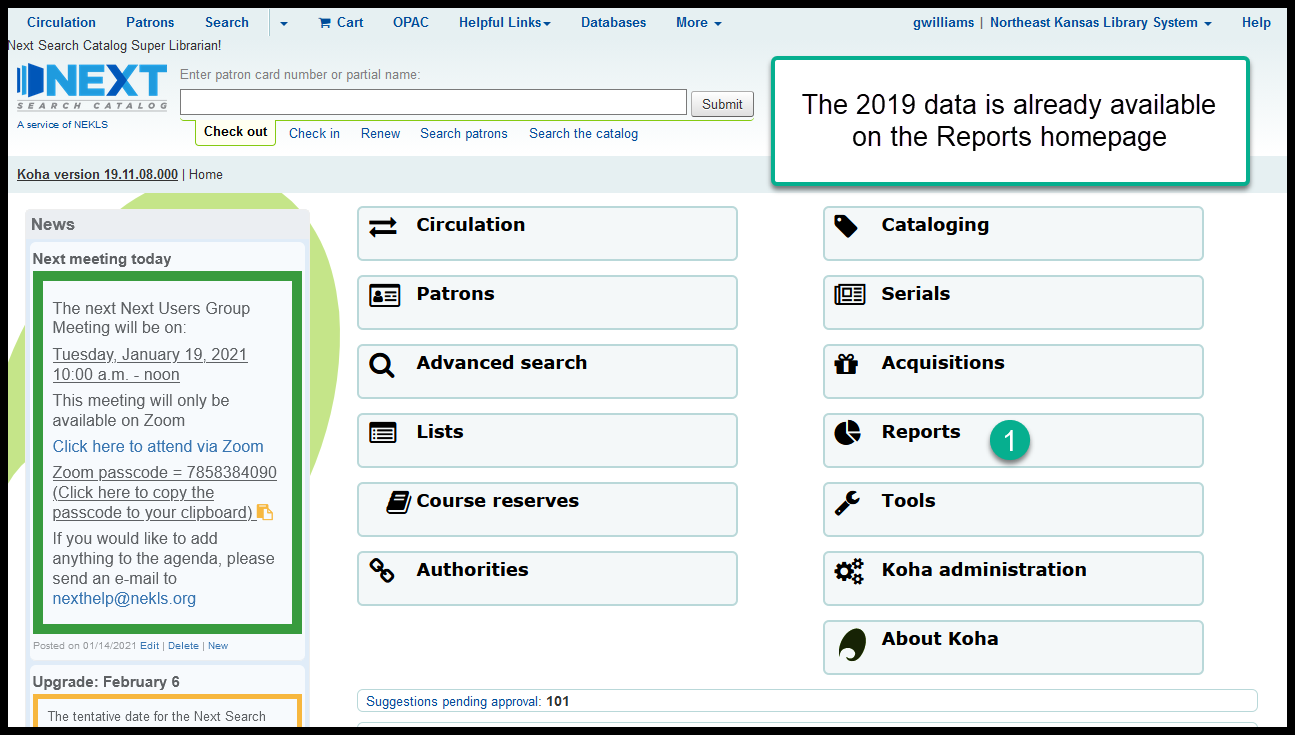 Circulation Patrons Search Cart OPAC Helpful Links Databases More gwilliams | Northeast Kansas Library System Help
Next Search Catalog Super Librarian!
NEXT
SEARCH CATALOG
A service of NEKLS
Enter patron card number or partial name:
Submit
Check out Check in Renew Search patrons Search the catalog
The 2019 data is already available
on the Reports homepage
Koha version 19.11.08.000 | Home
News
Next meeting today
The next Next Users Group
Meeting will be on:
Tuesday, January 19, 2021
10:00 a.m. - noon
This meeting will only be
available on Zoom
Click here to attend via Zoom
Zoom passcode = 7858384090
(Click here to copy the
passcode to your clipboard)
If you would like to add
anything to the agenda, please
send an e-mail to
nexthelp@nekls.org
Posted on 01/14/2021 Edit | Delete | New
Upgrade: February 6
The tentative date for the Next Search
Circulation
Patrons
Advanced search
Lists
Course reserves
Authorities
Cataloging
Serials
Acquisitions
Reports 1
Tools
Koha administration
About Koha
Suggestions pending approval: 101